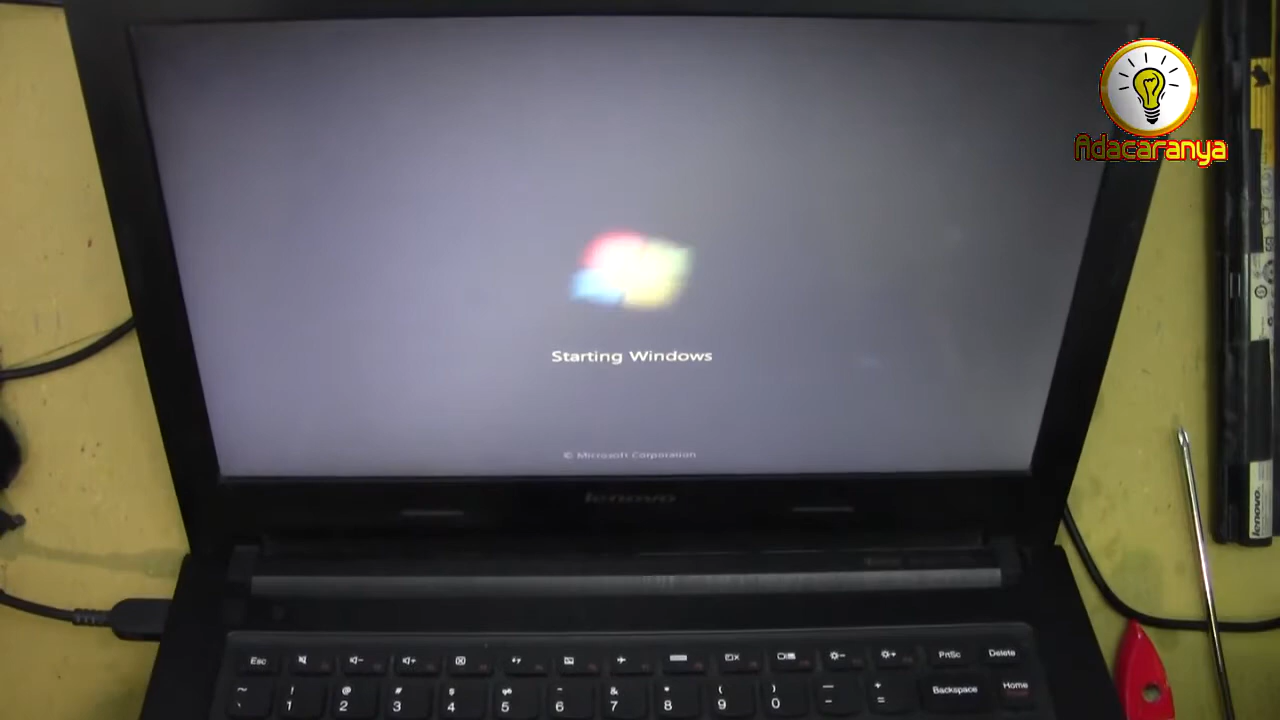 Adacaranya
Starting Windows
© Microsoft Corporation
lenovo
lenovo
Esc
PrtSc
Delete
~ ! @ # $ % ^ & * ( ) — +
` 1 2 3 4 5 6 7 8 9 0 - =
Backspace
Home